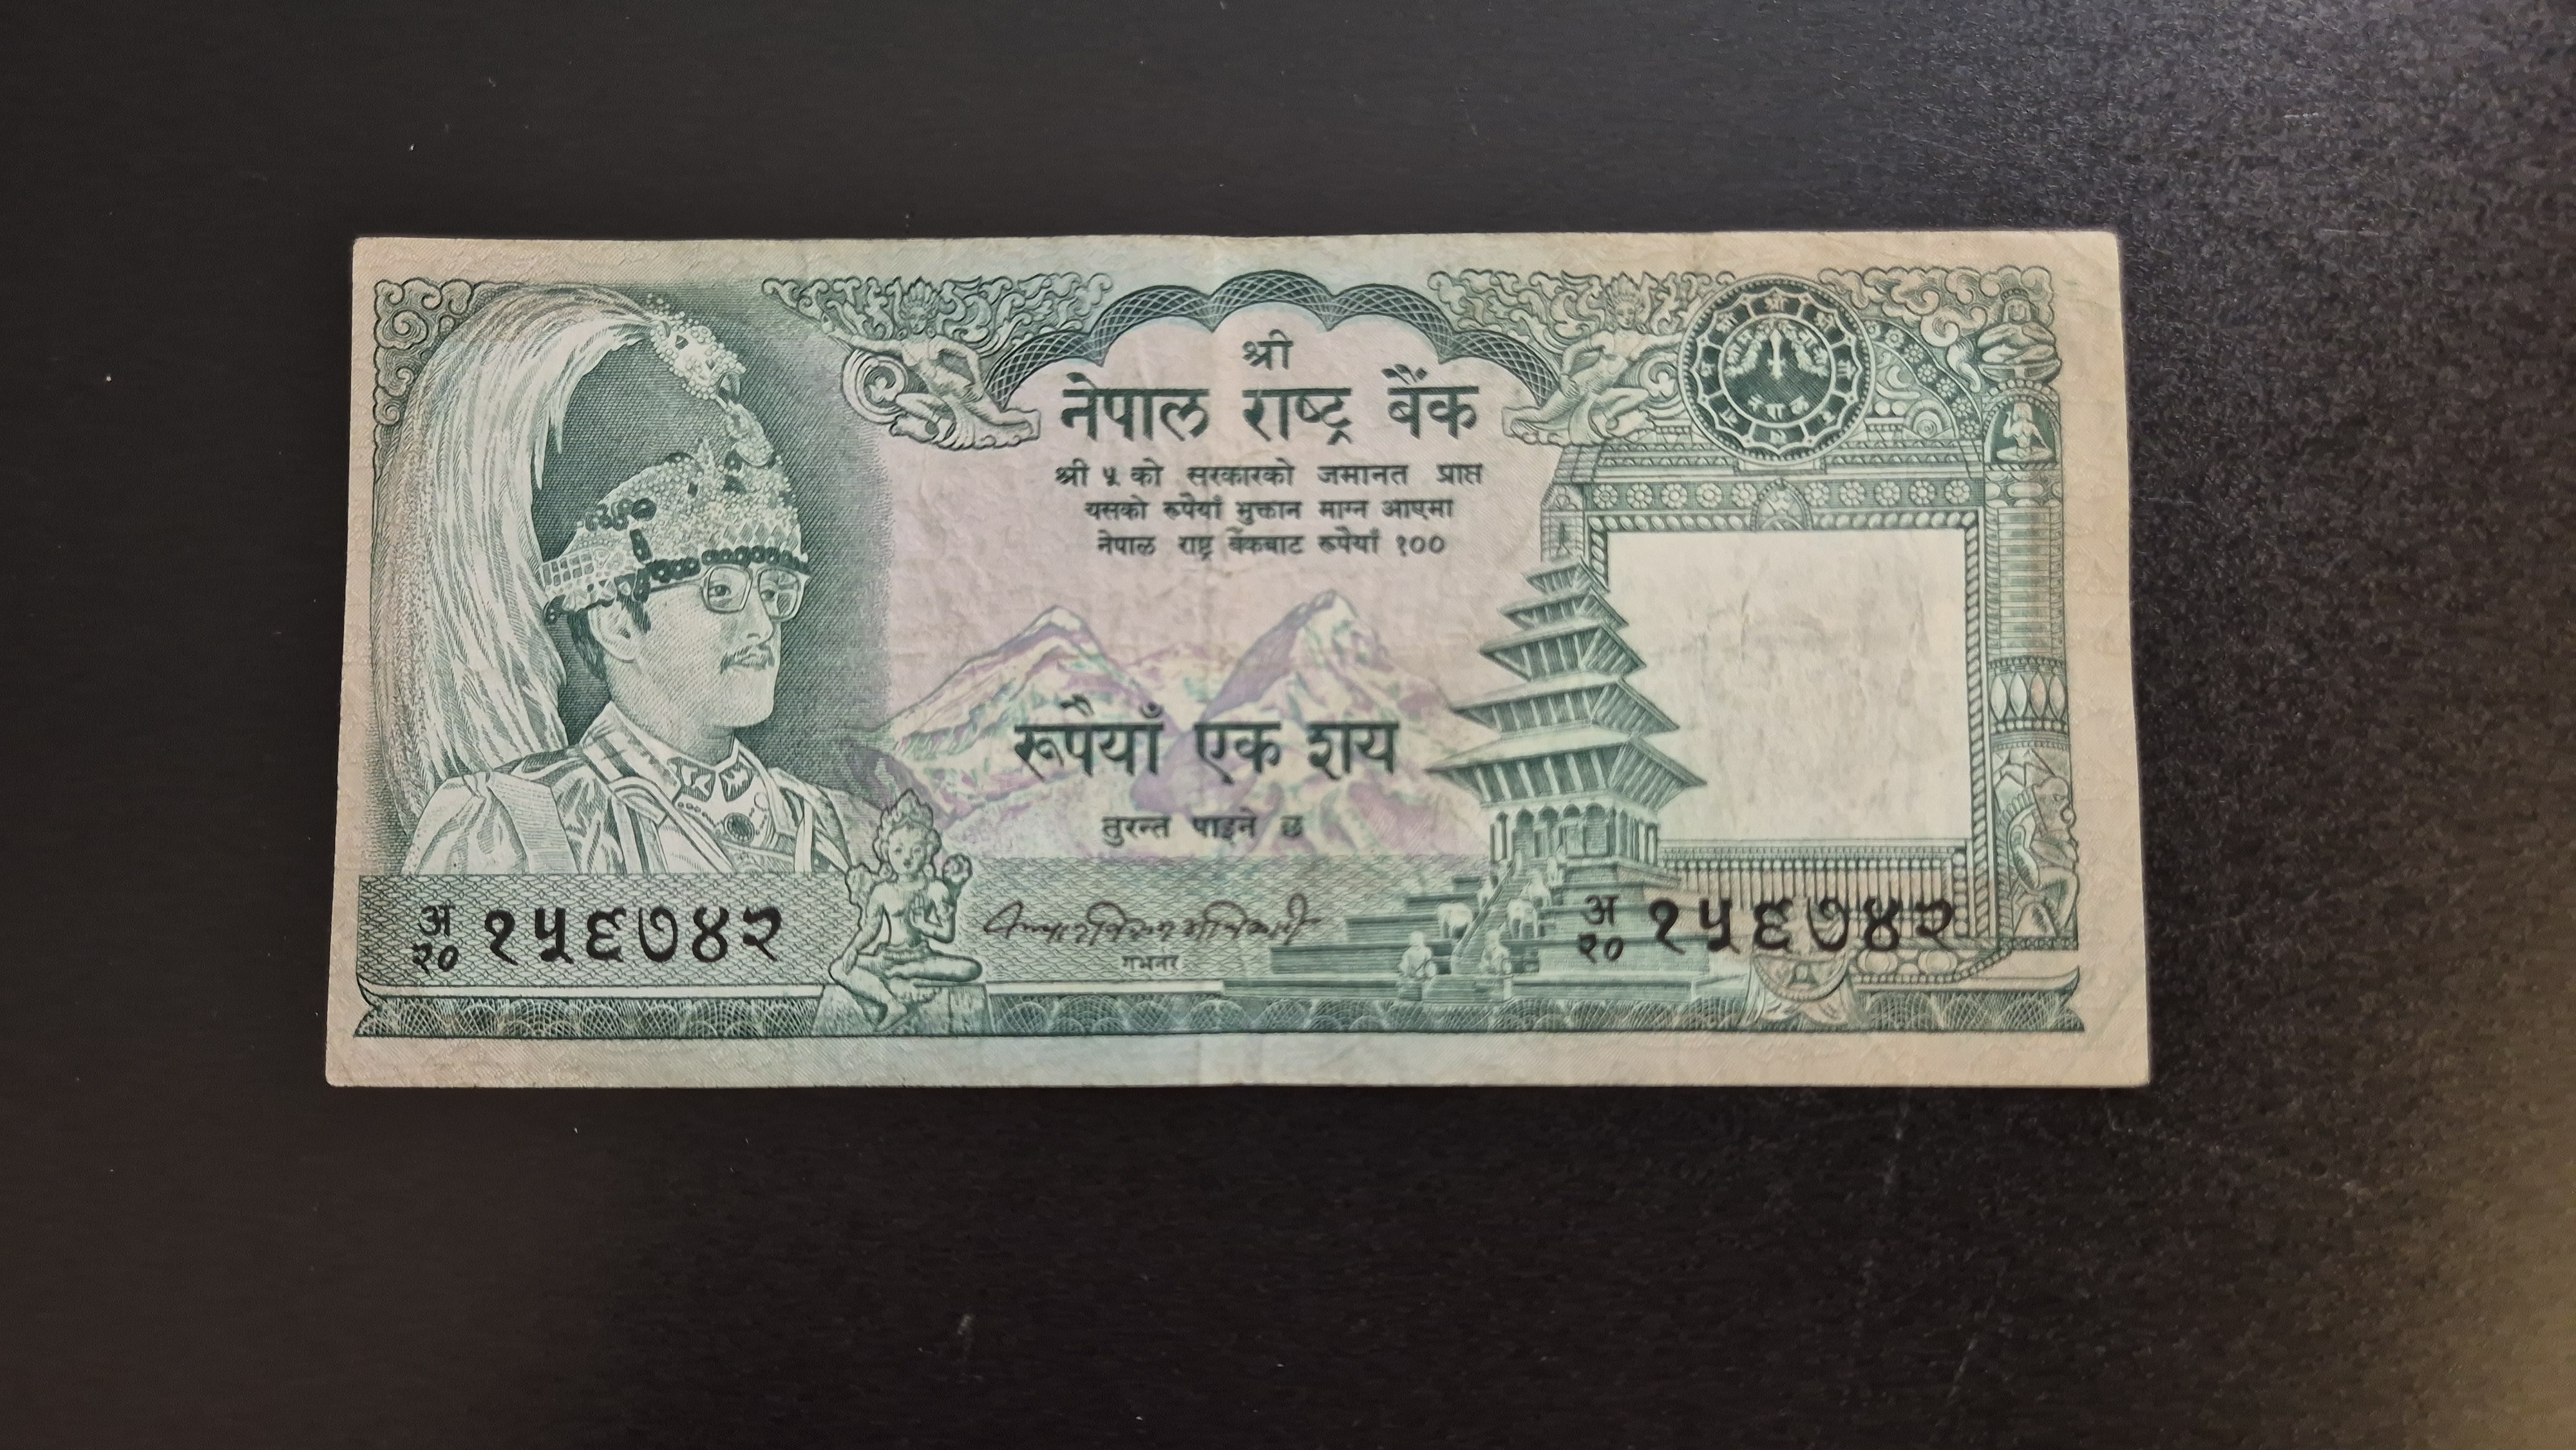 श्री
नेपाल राष्ट्र बैंक
श्री ५ को सरकारको जमानत प्राप्त
यसको रूपैयाँ भुक्तान माग्न आएमा
नेपाल राष्ट्र बैंकबाट रूपैयाँ १००
रूपैयाँ एक शय
तुरन्त पाइने छ
गभर्नर
अ
२० १५६७४२
अ
२० १५६७४२
नेपाल